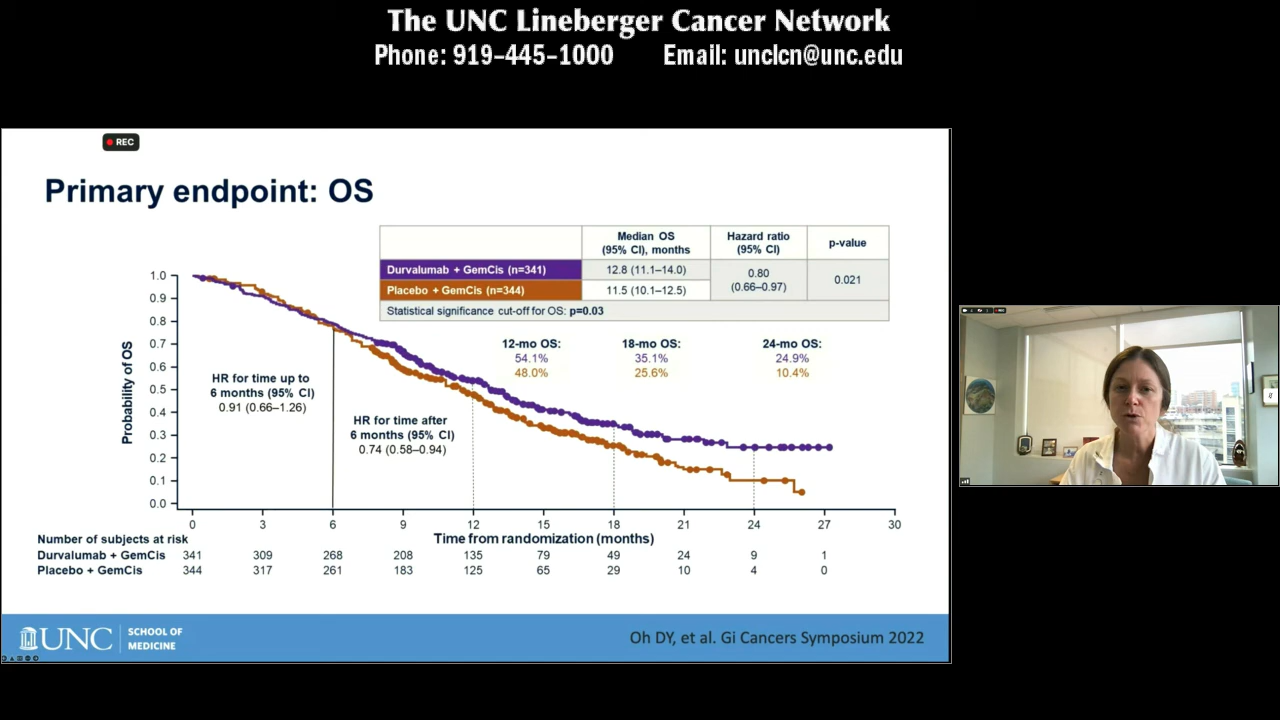 The UNC Lineberger Cancer Network
Phone: 919-445-1000 Email: unclcn@unc.edu
REC
Primary endpoint: OS
Median OS (95% CI), months
Hazard ratio (95% CI)
p-value
Durvalumab + GemCis (n=341) 12.8 (11.1–14.0) 0.80 (0.66–0.97) 0.021
Placebo + GemCis (n=344) 11.5 (10.1–12.5)
Statistical significance cut-off for OS: p=0.03
Probability of OS
1.0
0.9
0.8
0.7
0.6
0.5
0.4
0.3
0.2
0.1
0.0
12-mo OS: 18-mo OS: 24-mo OS:
54.1% 35.1% 24.9%
48.0% 25.6% 10.4%
HR for time up to
6 months (95% CI)
0.91 (0.66–1.26)
HR for time after
6 months (95% CI)
0.74 (0.58–0.94)
0 3 6 9 12 15 18 21 24 27 30
Time from randomization (months)
Number of subjects at risk
Durvalumab + GemCis 341 309 268 208 135 79 49 24 9 1
Placebo + GemCis 344 317 261 183 125 65 29 10 4 0
UNC SCHOOL OF
MEDICINE
Oh DY, et al. Gi Cancers Symposium 2022